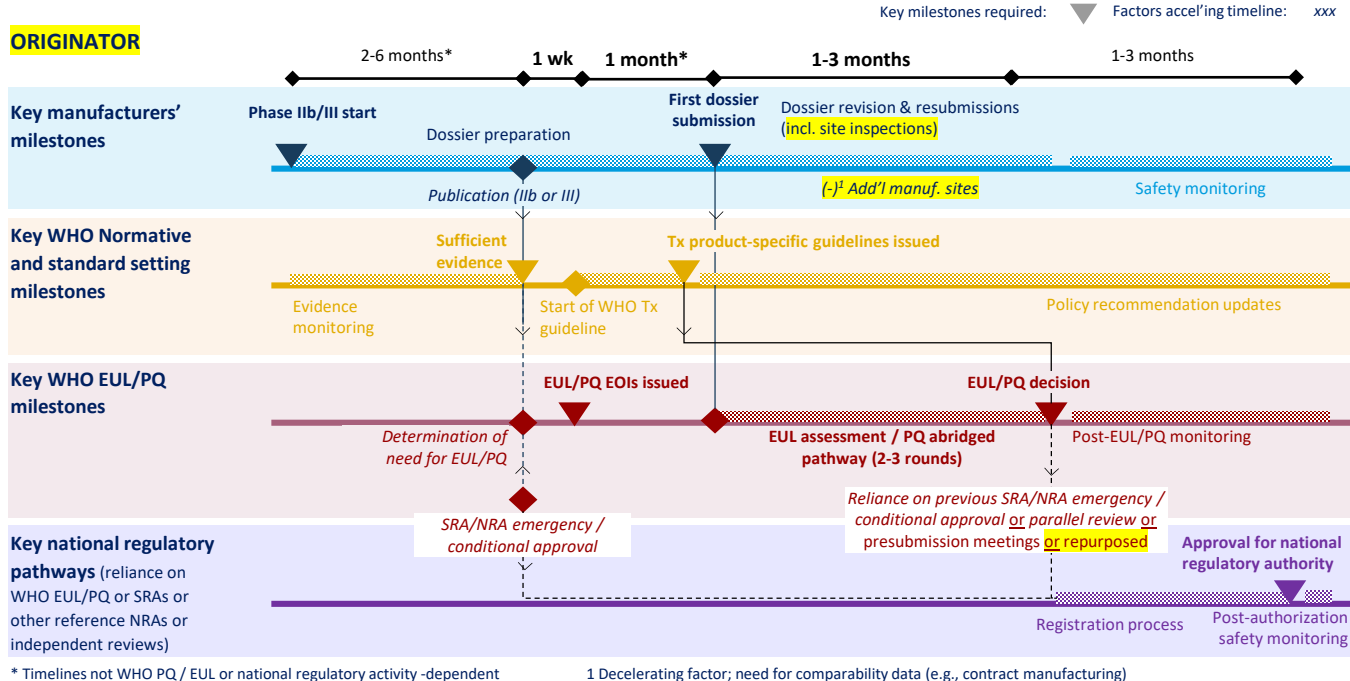 Key milestones required: Factors accel'ing timeline: xxx
ORIGINATOR
2-6 months* 1 wk 1 month* 1-3 months 1-3 months
Key manufacturers'
milestones
Phase IIb/III start
Dossier preparation
Publication (IIb or III)
First dossier
submission
Dossier revision & resubmissions
(incl. site inspections)
(-)¹ Add'l manuf. sites
Safety monitoring
Key WHO Normative
and standard setting
milestones
Evidence
monitoring
Sufficient
evidence
Start of WHO Tx
guideline
Tx product-specific guidelines issued
Policy recommendation updates
Key WHO EUL/PQ
milestones
Determination of
need for EUL/PQ
EUL/PQ EOIs issued
EUL assessment / PQ abridged
pathway (2-3 rounds)
EUL/PQ decision
Post-EUL/PQ monitoring
SRA/NRA emergency /
conditional approval
Reliance on previous SRA/NRA emergency /
conditional approval or parallel review or
presubmission meetings or repurposed
Key national regulatory
pathways (reliance on
WHO EUL/PQ or SRAs or
other reference NRAs or
independent reviews)
Registration process
Approval for national
regulatory authority
Post-authorization
safety monitoring
* Timelines not WHO PQ / EUL or national regulatory activity -dependent
1 Decelerating factor; need for comparability data (e.g., contract manufacturing)